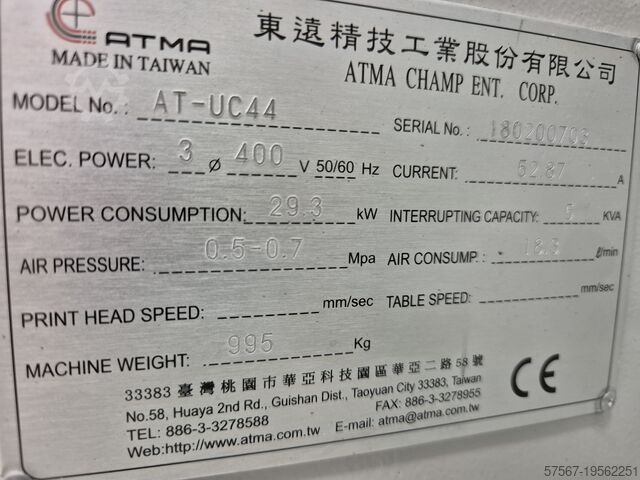 ATMA
MADE IN TAIWAN
東遠精技工業股份有限公司
ATMA CHAMP ENT. CORP.
MODEL No.: AT-UC44
SERIAL No.: 180200703
ELEC. POWER: 3 ø 400 V 50/60 Hz
CURRENT: 52.87 A
POWER CONSUMPTION: 29.3 kW
INTERRUPTING CAPACITY: 5 KVA
AIR PRESSURE: 0.5-0.7 Mpa
AIR CONSUMP.: 18.3 ℓ/min
PRINT HEAD SPEED: mm/sec
TABLE SPEED: mm/sec
MACHINE WEIGHT: 995 Kg
33383 臺灣桃園市華亞科技園區華亞二路58號
No.58, Huaya 2nd Rd., Guishan Dist., Taoyuan City 33383, Taiwan
TEL: 886-3-3278588 FAX: 886-3-3278955
Web:http://www.atma.com.tw E-mail: atma@atma.com.tw
CE
57567-19562251